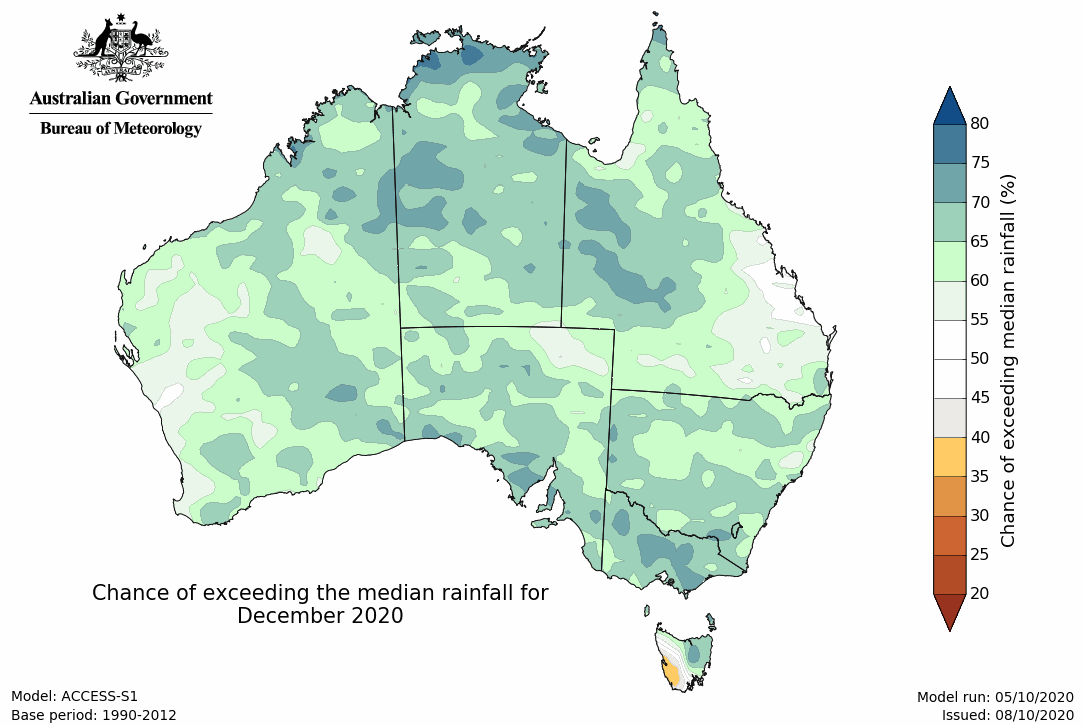 Australian Government
Bureau of Meteorology
80
75
70
65
60
55
50
45
40
35
30
25
20
Chance of exceeding median rainfall (%)
Chance of exceeding the median rainfall for
December 2020
Model: ACCESS-S1
Base period: 1990-2012
Model run: 05/10/2020
Issued: 08/10/2020